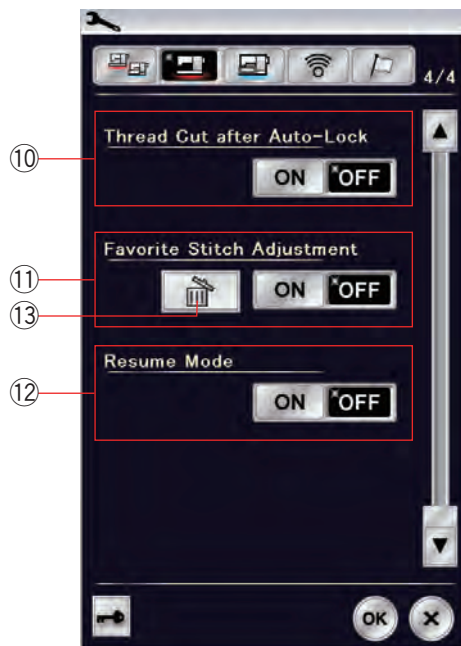 4/4
⑩ Thread Cut after Auto-Lock
ON OFF
⑪ Favorite Stitch Adjustment
⑬ ON OFF
⑫ Resume Mode
ON OFF
OK X